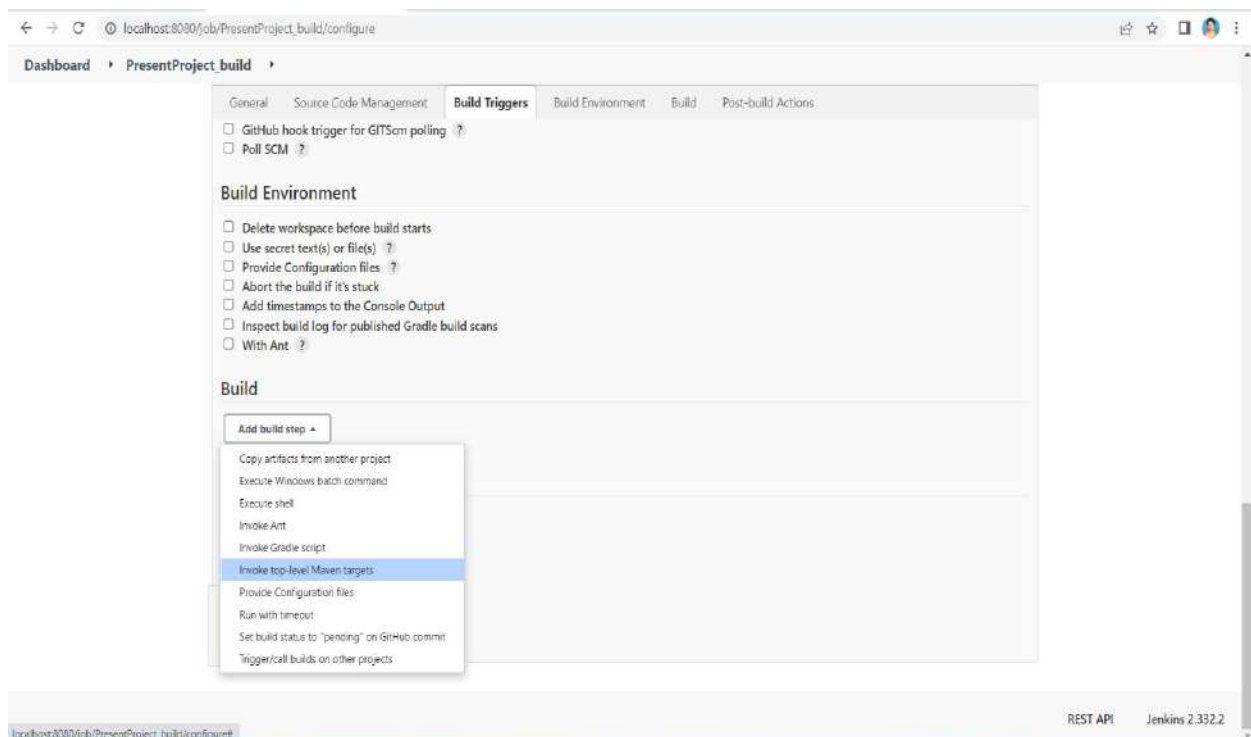 localhost:8080/job/PresentProject_build/configure
Dashboard PresentProject_build
General Source Code Management Build Triggers Build Environment Build Post-build Actions
GitHub hook trigger for GITScm polling ?
Poll SCM ?
Build Environment
Delete workspace before build starts
Use secret text(s) or file(s) ?
Provide Configuration files ?
Abort the build if it's stuck
Add timestamps to the Console Output
Inspect build log for published Gradle build scans
With Ant ?
Build
Add build step
Copy artifacts from another project
Execute Windows batch command
Execute shell
Invoke Ant
Invoke Gradle script
Invoke top-level Maven targets
Provide Configuration files
Run with timeout
Set build status to "pending" on GitHub commit
Trigger/call builds on other projects
REST API Jenkins 2.332.2
localhost:8080/job/PresentProject_build/configure#